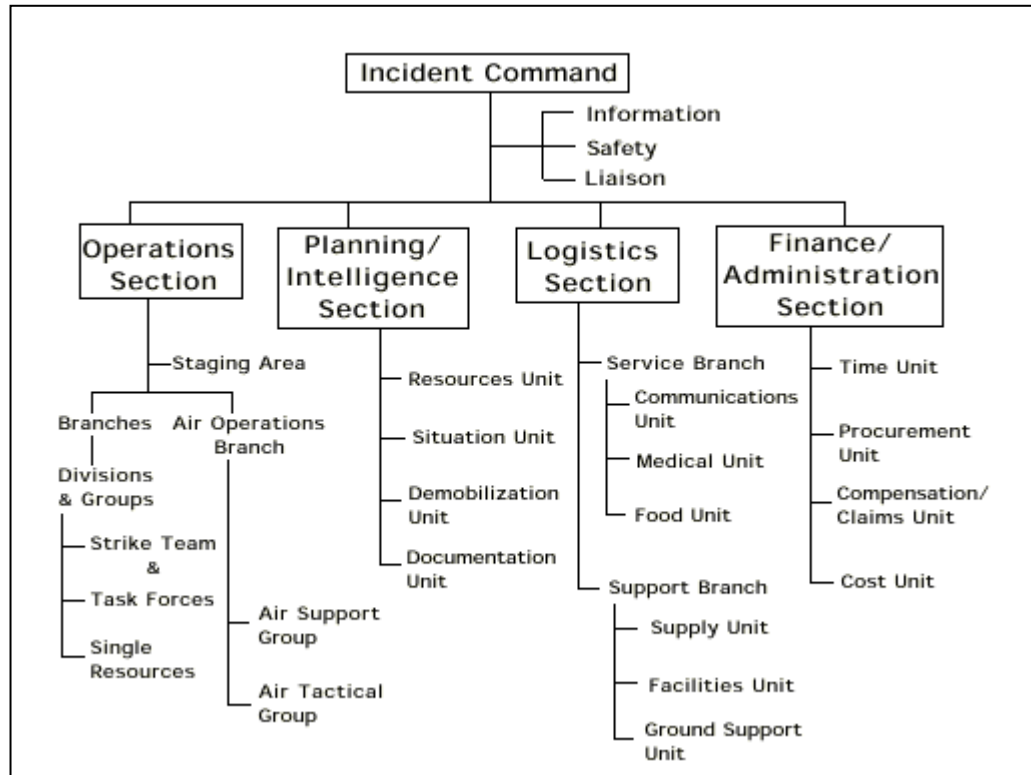 Incident Command
Information
Safety
Liaison
Operations
Section
Planning/
Intelligence
Section
Logistics
Section
Finance/
Administration
Section
Staging Area
Branches
Air Operations
Branch
Divisions
& Groups
Strike Team
&
Task Forces
Single
Resources
Air Support
Group
Air Tactical
Group
Resources Unit
Situation Unit
Demobilization
Unit
Documentation
Unit
Service Branch
Communications
Unit
Medical Unit
Food Unit
Support Branch
Supply Unit
Facilities Unit
Ground Support
Unit
Time Unit
Procurement
Unit
Compensation/
Claims Unit
Cost Unit